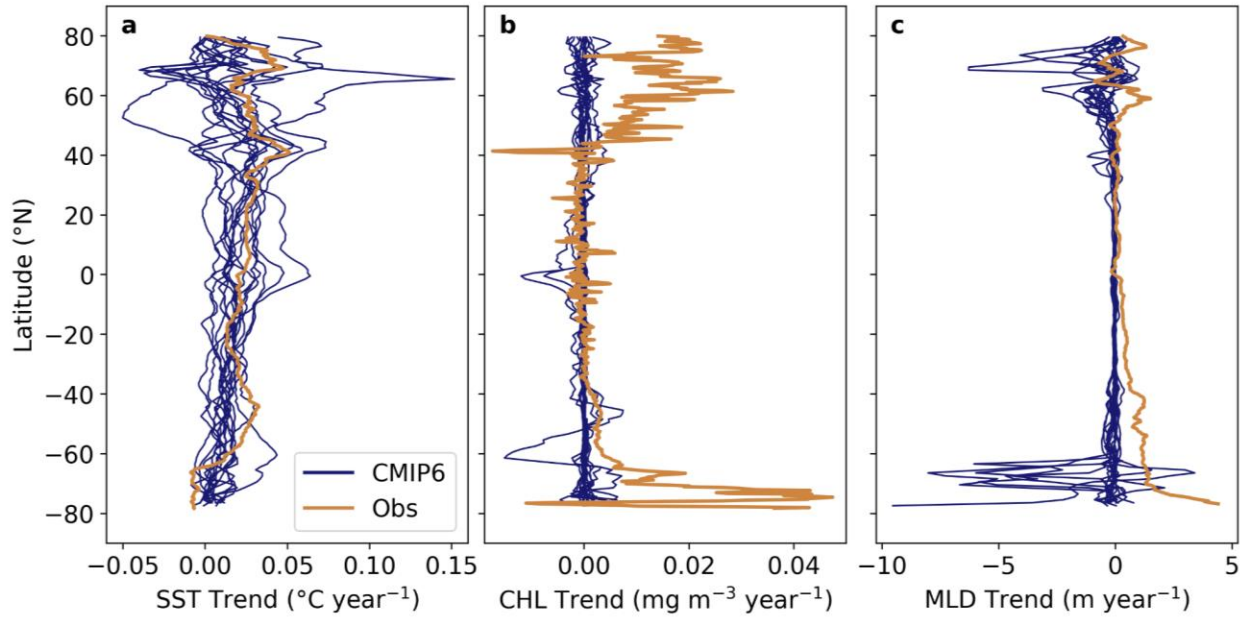 a
b
c
80
60
40
20
0
−20
−40
−60
−80
Latitude (°N)
CMIP6
Obs
−0.05 0.00 0.05 0.10 0.15
0.00 0.02 0.04
−10 −5 0 5
SST Trend (°C year⁻¹)
CHL Trend (mg m⁻³ year⁻¹)
MLD Trend (m year⁻¹)